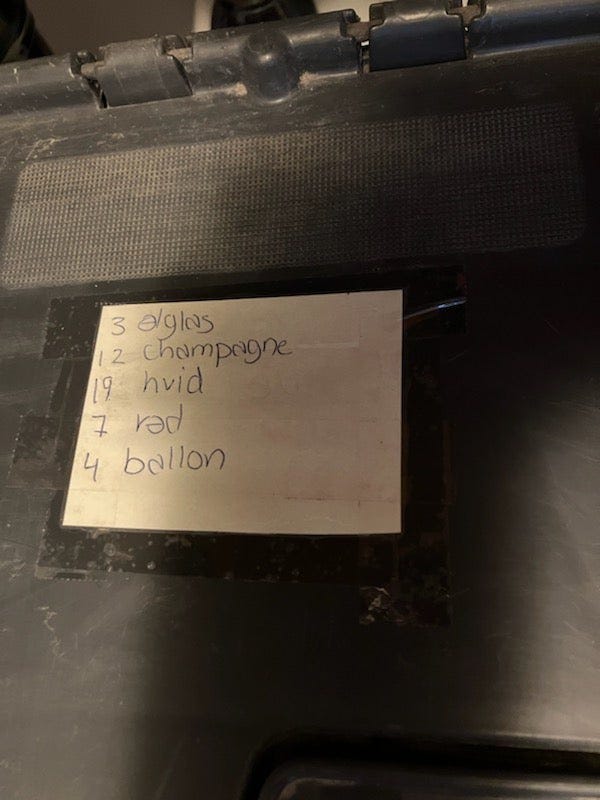 3 ølglas
12 champagne
19 hvid
7 rød
4 ballon